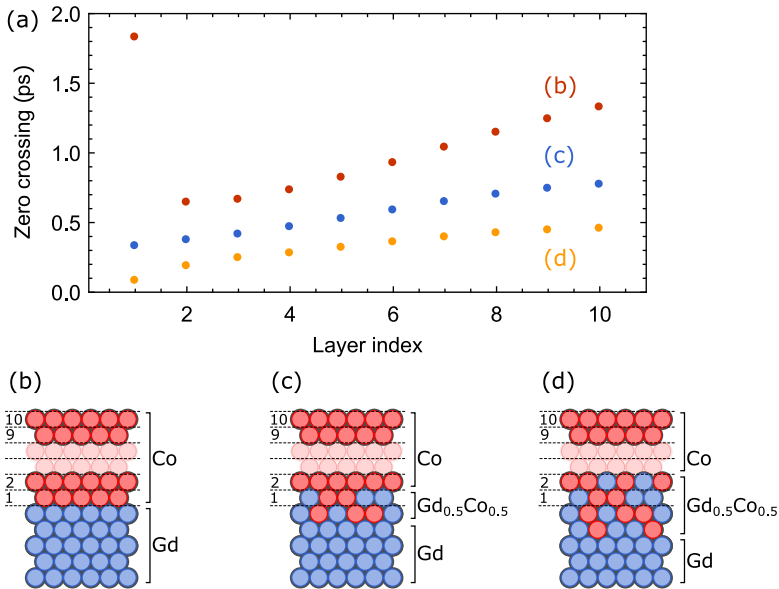 (a)
2.0
1.5
1.0
0.5
0.0
Zero crossing (ps)
(b)
(c)
(d)
2 4 6 8 10
Layer index
(b)
10
9
2
1
Co
Gd
(c)
10
9
2
1
Co
Gd0.5Co0.5
Gd
(d)
10
9
2
1
Co
Gd0.5Co0.5
Gd